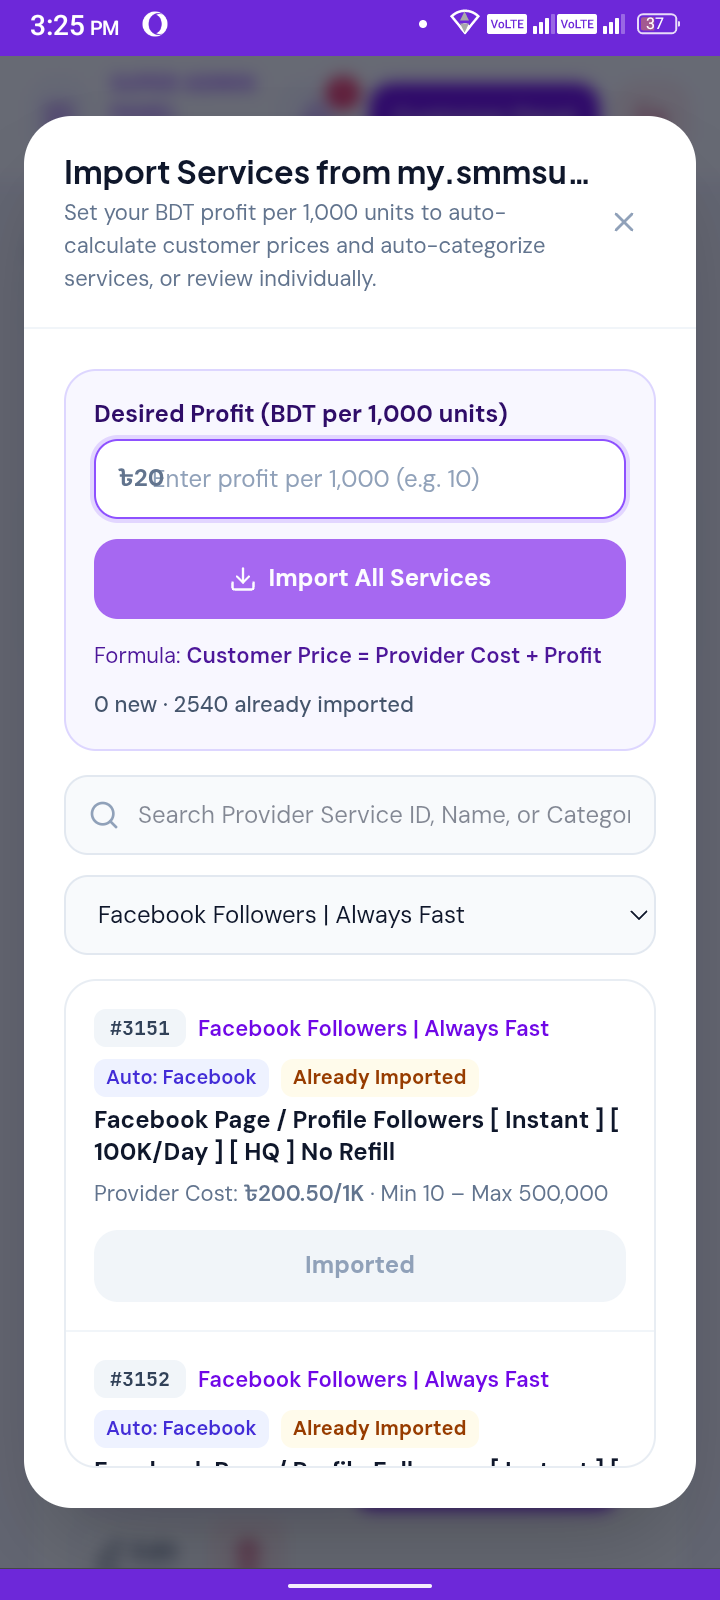 3:25 PM
VoLTE VoLTE 37
Import Services from my.smmsu...
Set your BDT profit per 1,000 units to auto-
calculate customer prices and auto-categorize
services, or review individually.
Desired Profit (BDT per 1,000 units)
৳20 Enter profit per 1,000 (e.g. 10)
Import All Services
Formula: Customer Price = Provider Cost + Profit
0 new · 2540 already imported
Search Provider Service ID, Name, or Categor
Facebook Followers | Always Fast
#3151 Facebook Followers | Always Fast
Auto: Facebook Already Imported
Facebook Page / Profile Followers [ Instant ] [
100K/Day ] [ HQ ] No Refill
Provider Cost: ৳200.50/1K · Min 10 – Max 500,000
Imported
#3152 Facebook Followers | Always Fast
Auto: Facebook Already Imported